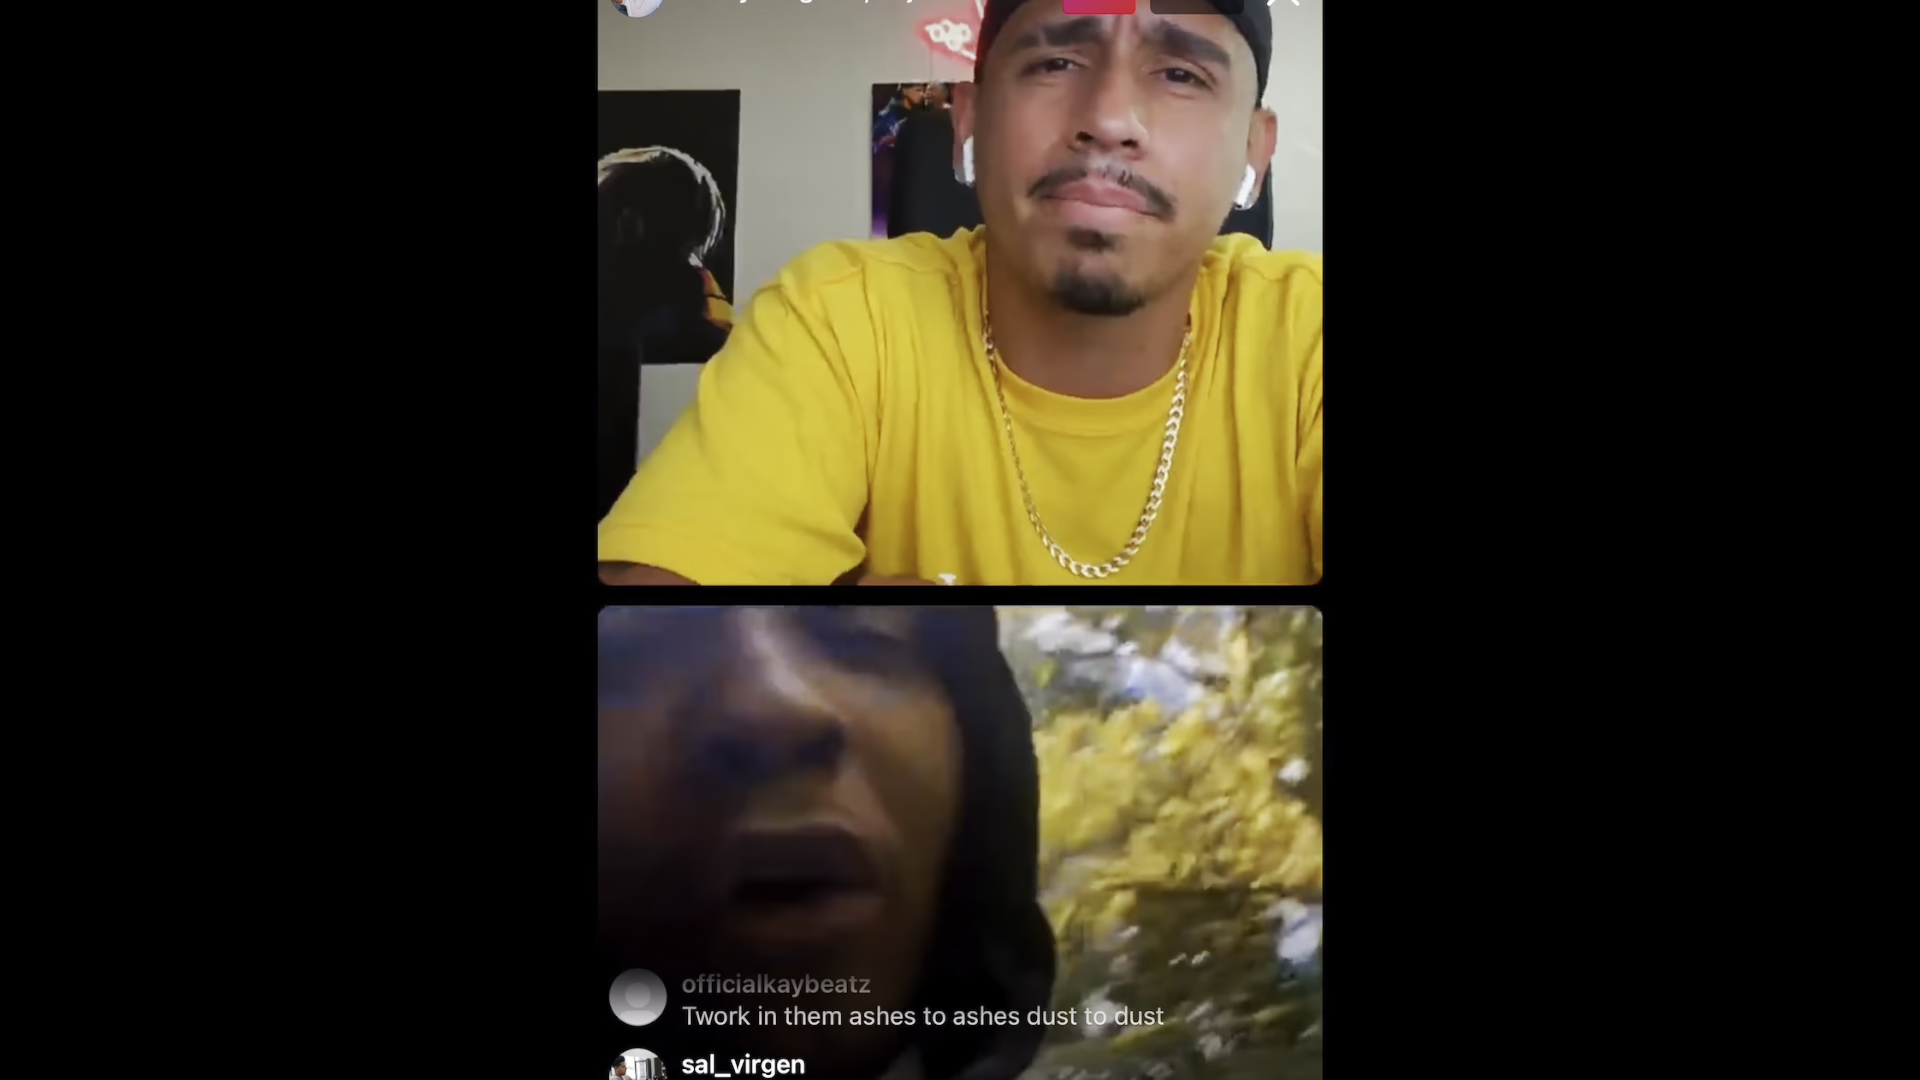 officialkaybeatz
Twork in them ashes to ashes dust to dust
sal_virgen